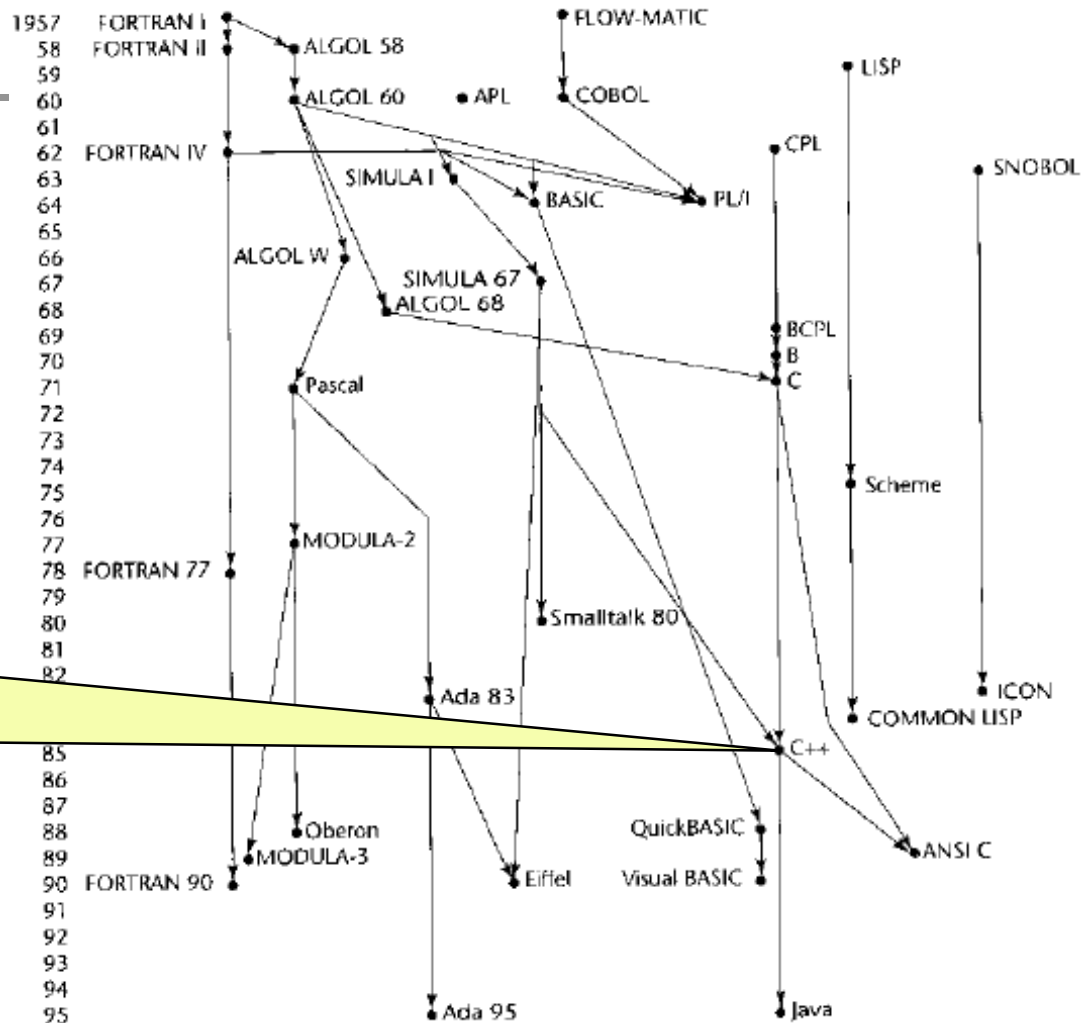 1957 FORTRAN I FLOW-MATIC
58 FORTRAN II ALGOL 58
59 LISP
60 ALGOL 60 APL COBOL
61 CPL
62 FORTRAN IV SNOBOL
63 SIMULA I
64 BASIC PL/I
65
66 ALGOL W
67 SIMULA 67
68 ALGOL 68
69 BCPL
70 B
71 Pascal C
72
73
74
75 Scheme
76
77 MODULA-2
78 FORTRAN 77
79
80 Smalltalk 80
81
82
Ada 83 ICON
COMMON LISP
85 C++
86
87
88 Oberon QuickBASIC
89 MODULA-3 ANSI C
90 FORTRAN 90 Eiffel Visual BASIC
91
92
93
94
95 Ada 95 Java